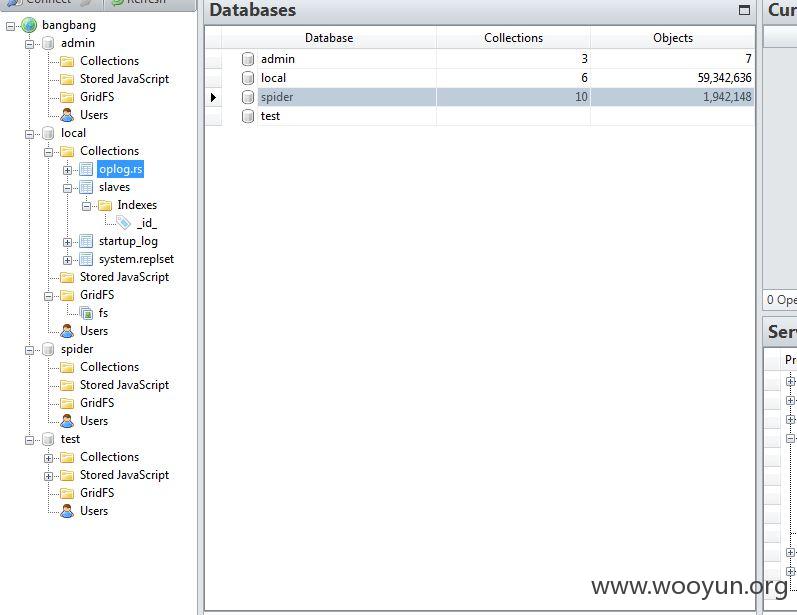 Connect Refresh
bangbang
admin
Collections
Stored JavaScript
GridFS
Users
local
Collections
oplog.rs
slaves
Indexes
_id_
startup_log
system.replset
Stored JavaScript
GridFS
fs
Users
spider
Collections
Stored JavaScript
GridFS
Users
test
Collections
Stored JavaScript
GridFS
Users
Databases
Database Collections Objects
admin 3 7
local 6 59,342,636
spider 10 1,942,148
test
Cur
0 Ope
Ser
Pr
www.wooyun.org